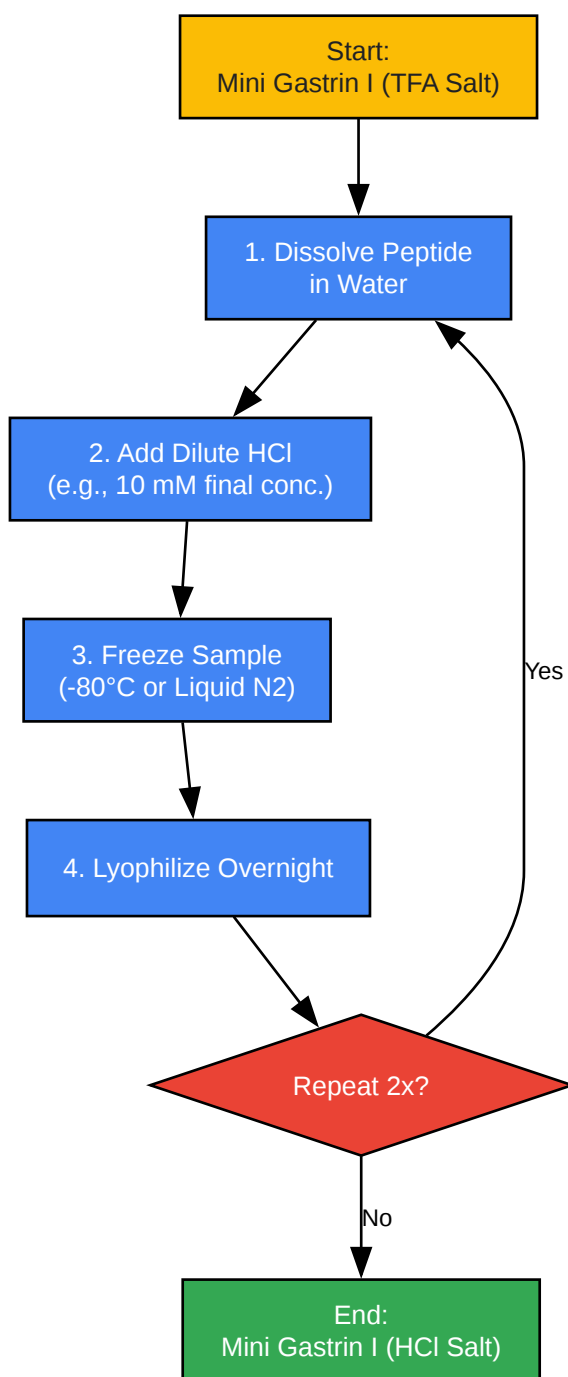 Start:
Mini Gastrin I (TFA Salt)
1. Dissolve Peptide
in Water
2. Add Dilute HCl
(e.g., 10 mM final conc.)
3. Freeze Sample
(-80°C or Liquid N2)
Yes
4. Lyophilize Overnight
Repeat 2x?
No
End:
Mini Gastrin I (HCl Salt)